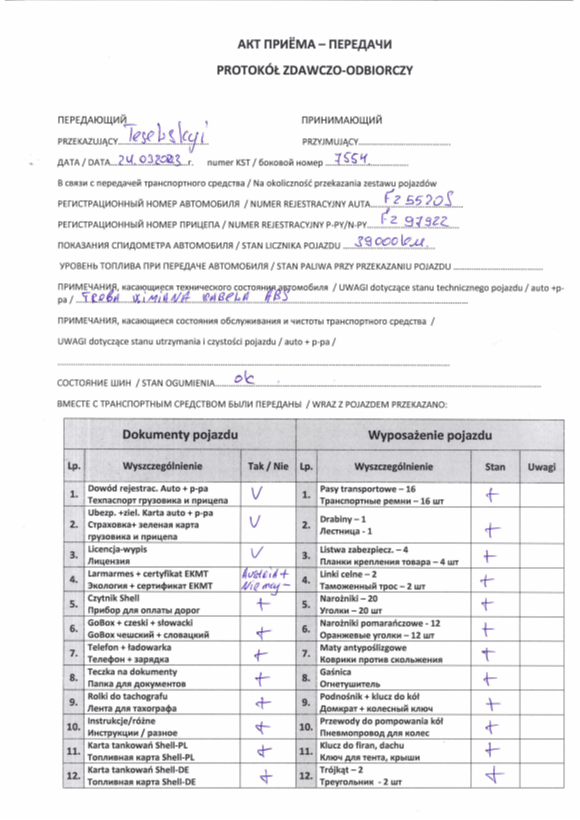 АКТ ПРИЁМА – ПЕРЕДАЧИ
PROTOKÓŁ ZDAWCZO-ODBIORCZY
ПЕРЕДАЮЩИЙ ПРИНИМАЮЩИЙ
PRZEKAZUJĄCY PRZYJMUJĄCY
ДАТА / DATA 24.03 г. numer KST / боковой номер 7554
В связи с передачей транспортного средства / Na okoliczność przekazania zestawu pojazdów
РЕГИСТРАЦИОННЫЙ НОМЕР АВТОМОБИЛЯ / NUMER REJESTRACYJNY AUTA FZ 5520S
РЕГИСТРАЦИОННЫЙ НОМЕР ПРИЦЕПА / NUMER REJESTRACYJNY P-PY/N-PY FZ 97922
ПОКАЗАНИЯ СПИДОМЕТРА АВТОМОБИЛЯ / STAN LICZNIKA POJAZDU 39000км.
УРОВЕНЬ ТОПЛИВА ПРИ ПЕРЕДАЧЕ АВТОМОБИЛЯ / STAN PALIWA PRZY PRZEKAZANIU POJAZDU
ПРИМЕЧАНИЯ, касающиеся технического состояния автомобиля / UWAGI dotyczące stanu technicznego pojazdu / auto +p-
pa / TREBA ABS
ПРИМЕЧАНИЯ, касающиеся состояния обслуживания и чистоты транспортного средства /
UWAGI dotyczące stanu utrzymania i czystości pojazdu / auto + p-pa /
СОСТОЯНИЕ ШИН / STAN OGUMIENIA ok
ВМЕСТЕ С ТРАНСПОРТНЫМ СРЕДСТВОМ БЫЛИ ПЕРЕДАНЫ / WRAZ Z POJAZDEM PRZEKAZANO:
Dokumenty pojazdu Wyposażenie pojazdu
Lp. Wyszczególnienie Tak / Nie Lp. Wyszczególnienie Stan Uwagi
1. Dowód rejestrac. Auto + p-pa V 1. Pasy transportowe – 16 +
Техпаспорт грузовика и прицепа Транспортные ремни – 16 шт
2. Ubezp. +ziel. Karta auto + p-pa V 2. Drabiny – 1 +
Страховка+ зеленая карта Лестница - 1
грузовика и прицепа
3. Licencja-wypis V 3. Listwa zabezpiecz. – 4 +
Лицензия Планки крепления товара – 4 шт
4. Larmarmes + certyfikat EKMT Austria + 4. Linki celne – 2 +
Экология + сертификат ЕКМТ Таможенный трос – 2 шт
5. Czytnik Shell + 5. Narożniki – 20 +
Прибор для оплаты дорог Уголки – 20 шт
6. GoBox + czeski + słowacki + 6. Narożniki pomarańczowe - 12 +
GoBox чешский + словацкий Оранжевые уголки – 12 шт
7. Telefon + ładowarka + 7. Maty antypoślizgowe +
Телефон + зарядка Коврики против скольжения
8. Teczka na dokumenty + 8. Gaśnica +
Папка для документов Огнетушитель
9. Rolki do tachografu + 9. Podnośnik + klucz do kół +
Лента для тахографа Домкрат + колесный ключ
10. Instrukcje/różne + 10. Przewody do pompowania kół +
Инструкции / разное Пневмопровод для колес
11. Karta tankowań Shell-PL + 11. Klucz do firan, dachu +
Топливная карта Shell-PL Ключ для тента, крыши
12. Karta tankowań Shell-DE + 12. Trójkąt – 2 +
Топливная карта Shell-DE Треугольник - 2 шт